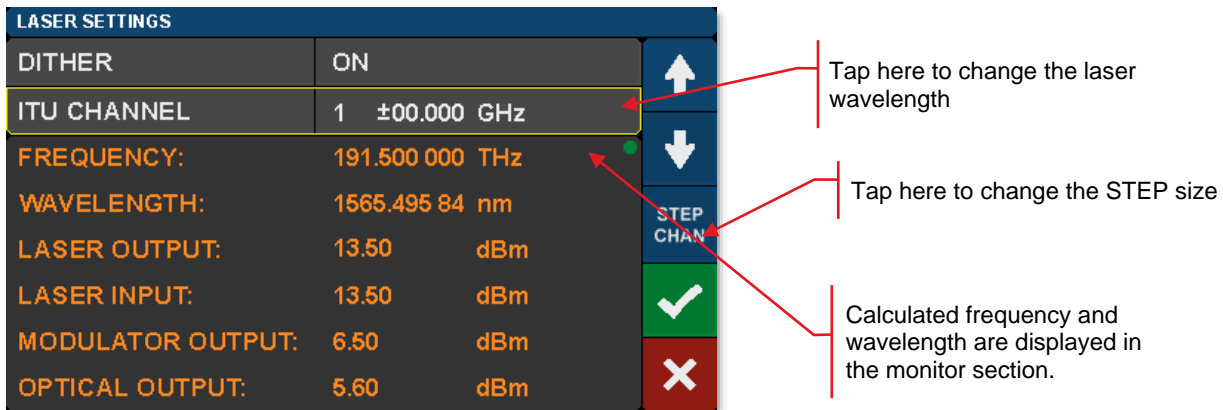 LASER SETTINGS
DITHER ON
ITU CHANNEL 1 ±00.000 GHz
FREQUENCY: 191.500 000 THz
WAVELENGTH: 1565.495 84 nm
LASER OUTPUT: 13.50 dBm
LASER INPUT: 13.50 dBm
MODULATOR OUTPUT: 6.50 dBm
OPTICAL OUTPUT: 5.60 dBm
STEP
CHAN
Tap here to change the laser
wavelength
Tap here to change the STEP size
Calculated frequency and
wavelength are displayed in
the monitor section.